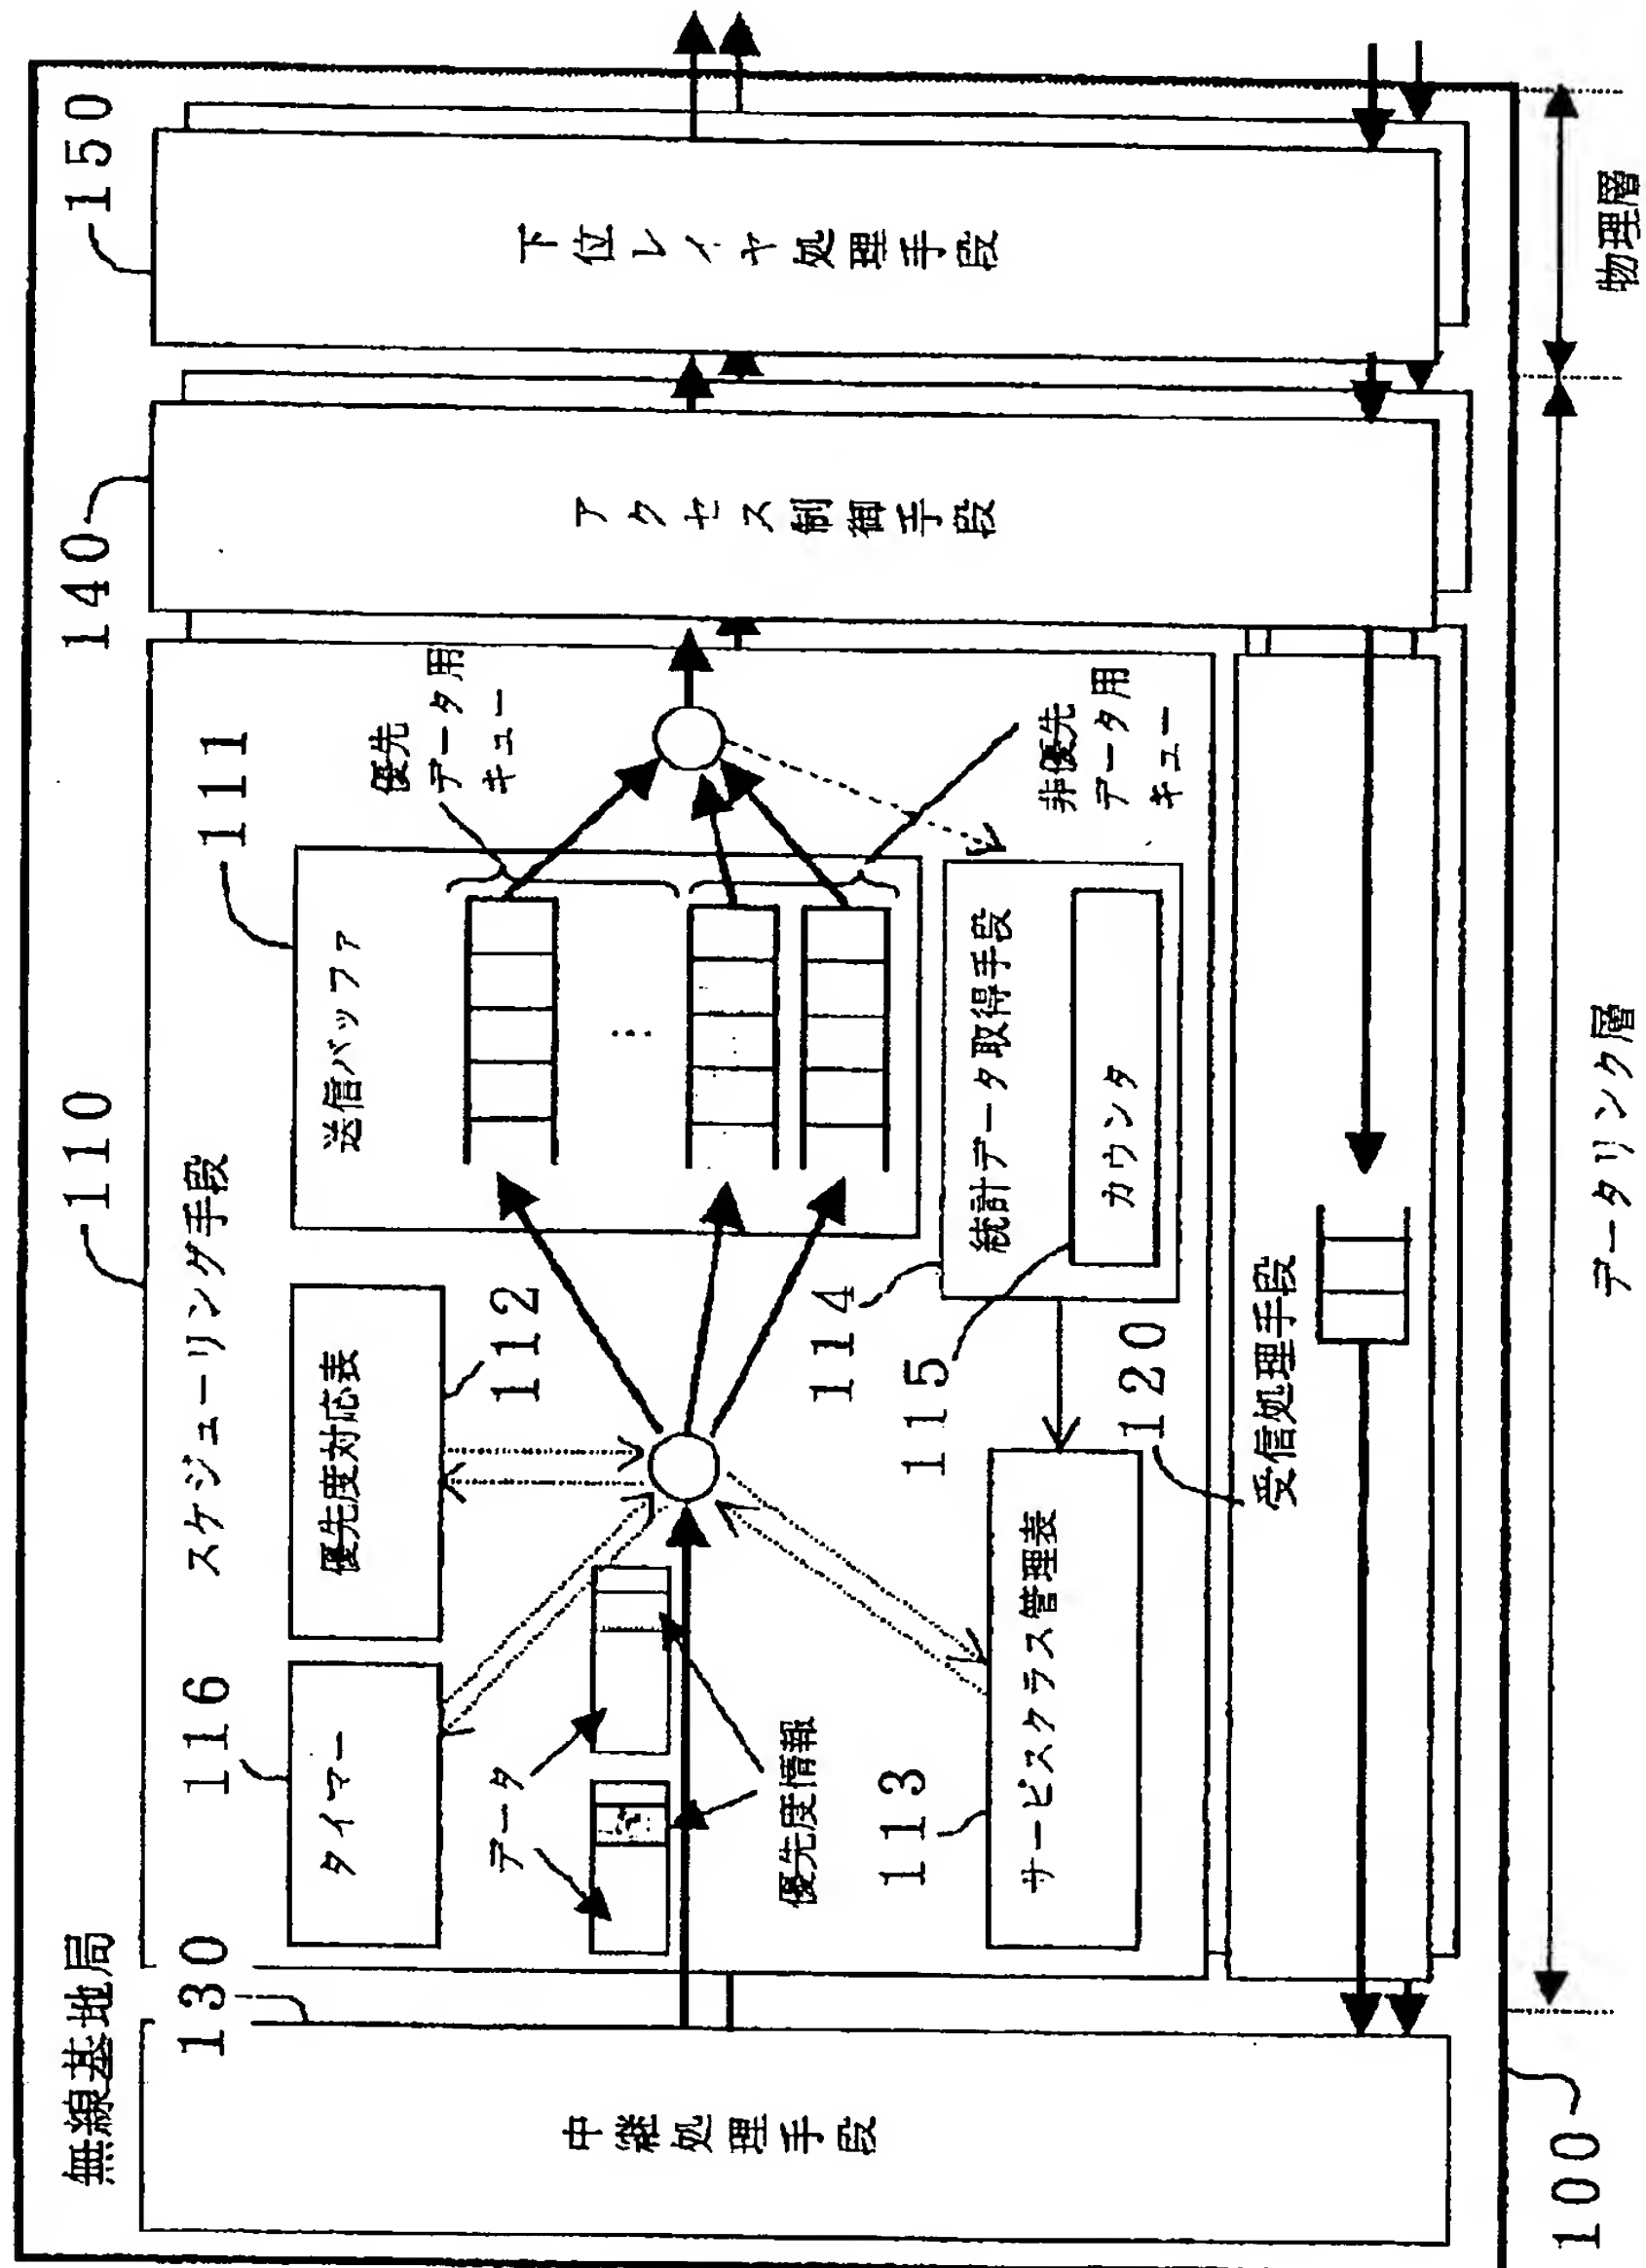 無線基地局
100
中継処理手段
130
スケジューリング手段
110
タイマー
116
優先度対応表
112
データ
優先度情報
サービスクラス管理表
113
送信バッファ
111
優先
データ用
キュー
非優先
データ用
キュー
統計データ取得手段
114
カウンタ
115
受信処理手段
120
アクセス制御手段
140
下位レイヤ処理手段
150
データリンク層
物理層